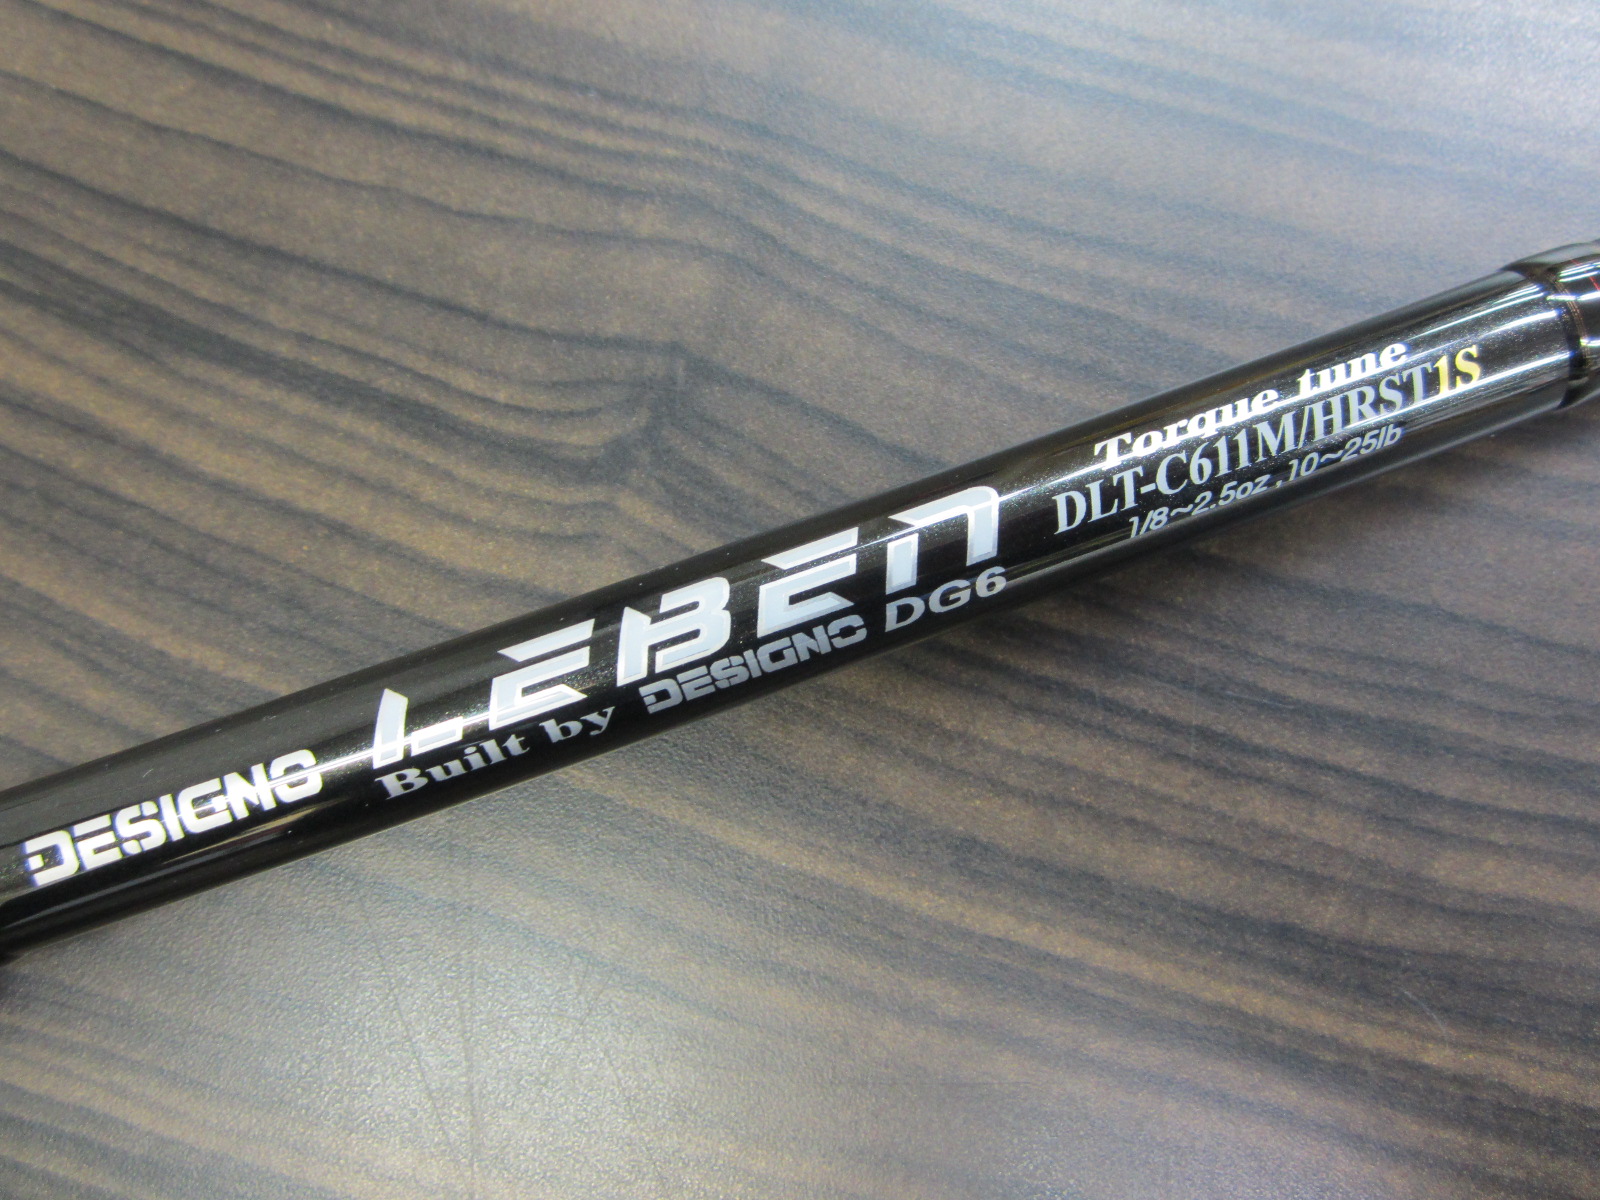 DESIGNO
LEBEN
Built by DESIGNO DG6
Torque tune
DLT-C611M/HRST1S
1/8~2.5oz ,10~25lb